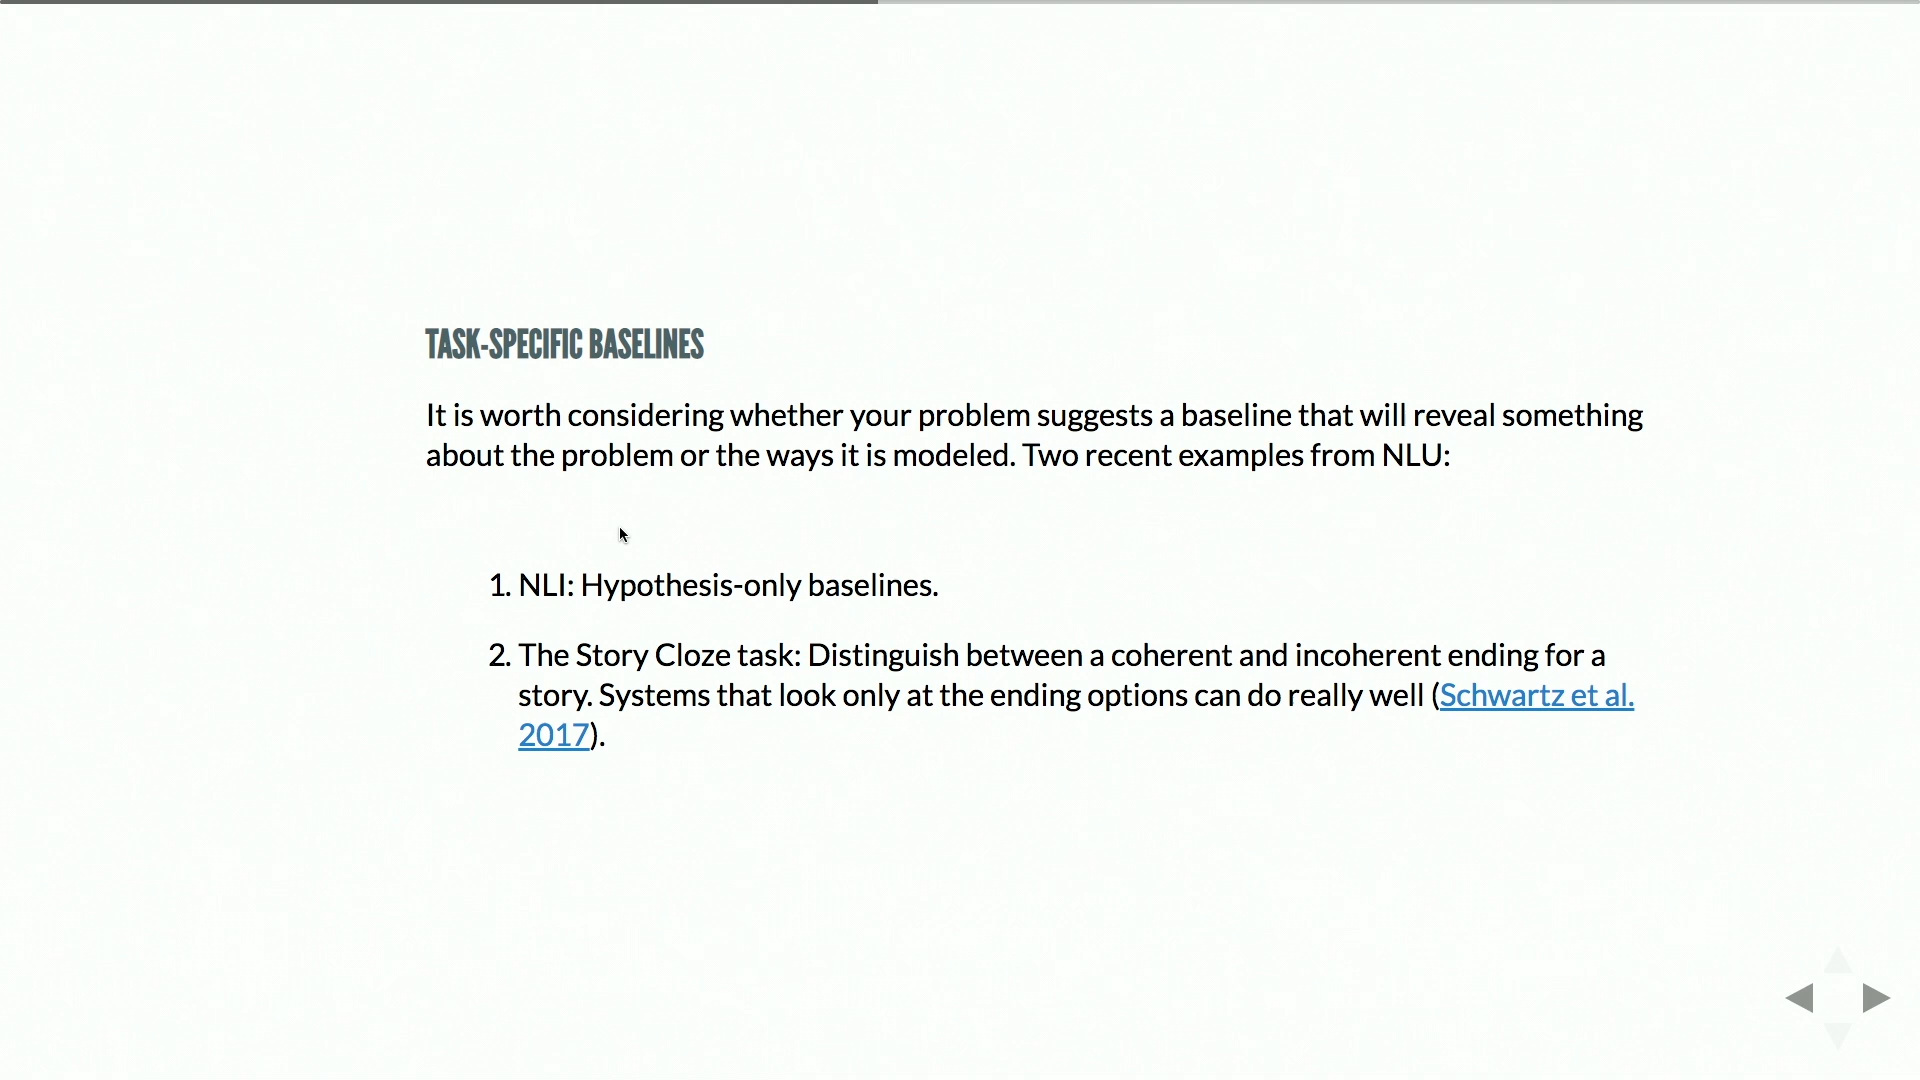 TASK-SPECIFIC BASELINES
It is worth considering whether your problem suggests a baseline that will reveal something
about the problem or the ways it is modeled. Two recent examples from NLU:
1. NLI: Hypothesis-only baselines.
2. The Story Cloze task: Distinguish between a coherent and incoherent ending for a
story. Systems that look only at the ending options can do really well (Schwartz et al.
2017).